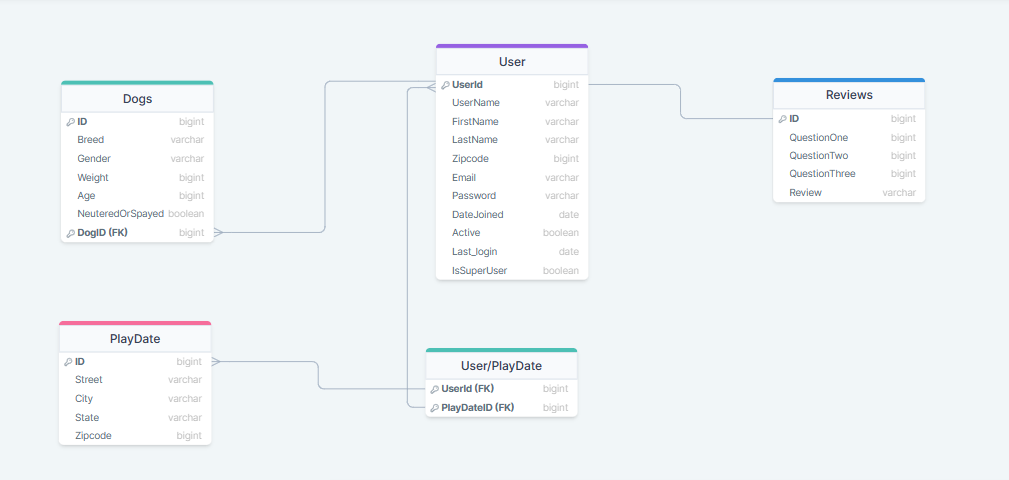 Dogs
ID bigint
Breed varchar
Gender varchar
Weight bigint
Age bigint
NeuteredOrSpayed boolean
DogID (FK) bigint
User
UserId bigint
UserName varchar
FirstName varchar
LastName varchar
Zipcode bigint
Email varchar
Password varchar
DateJoined date
Active boolean
Last_login date
IsSuperUser boolean
Reviews
ID bigint
QuestionOne bigint
QuestionTwo bigint
QuestionThree bigint
Review varchar
PlayDate
ID bigint
Street varchar
City varchar
State varchar
Zipcode bigint
User/PlayDate
UserId (FK) bigint
PlayDateID (FK) bigint